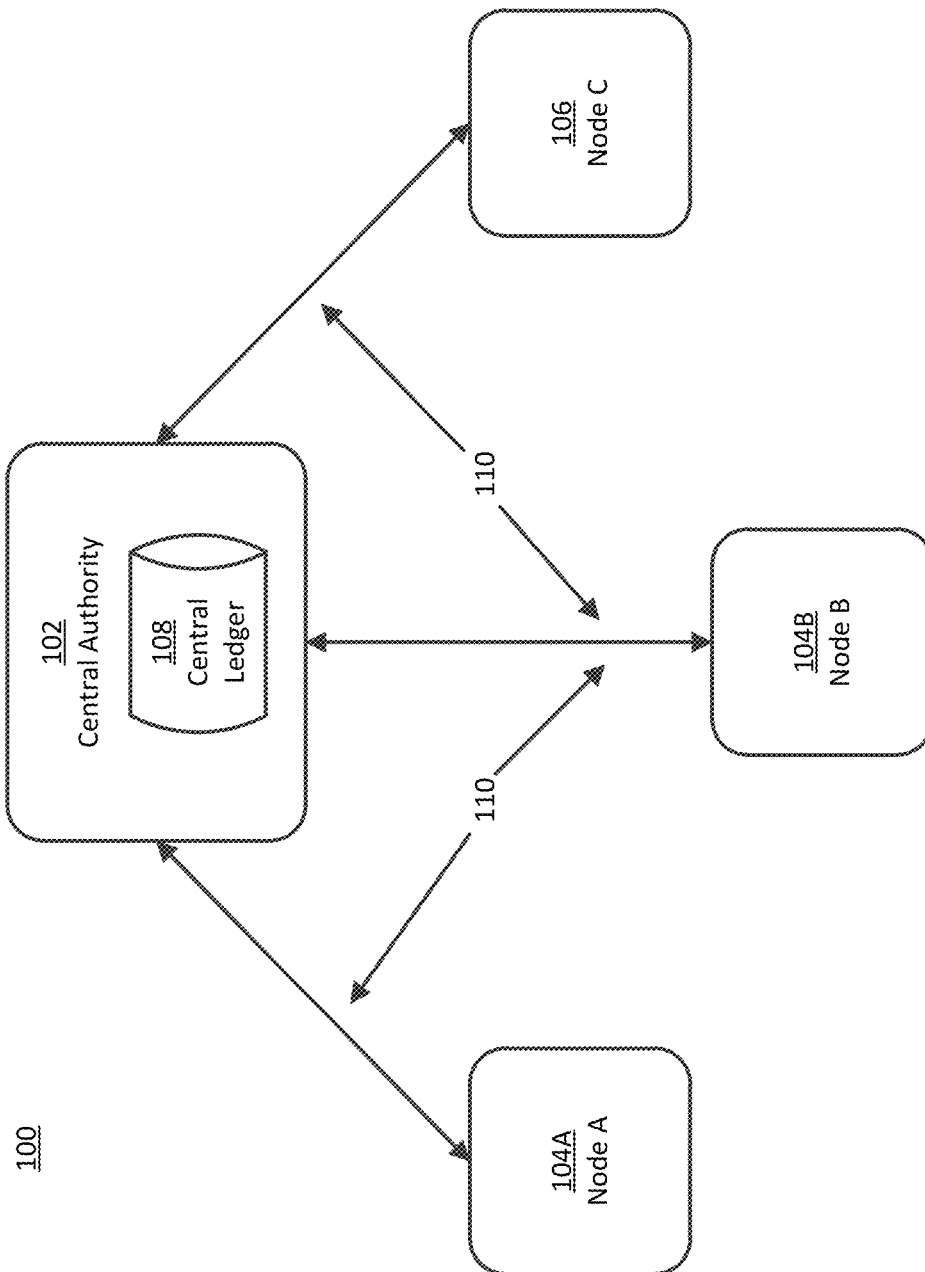 100
102
Central Authority
108
Central
Ledger
104A
Node A
110
104B
Node B
110
106
Node C